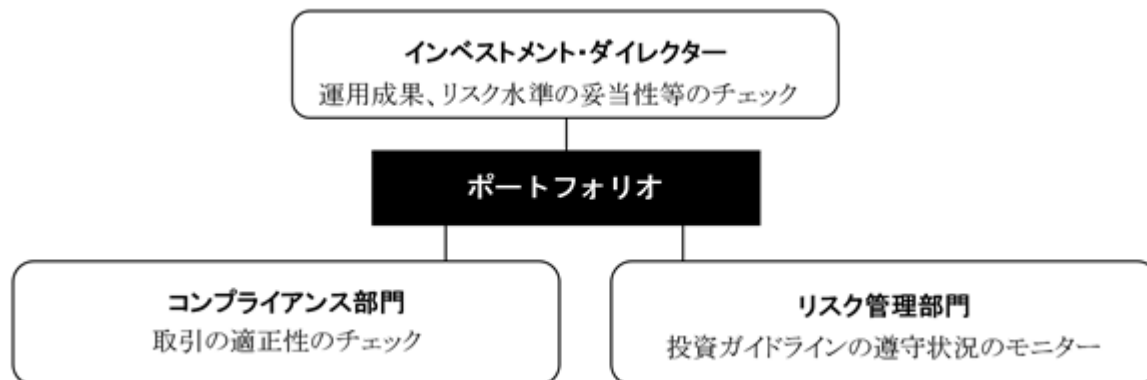 インベストメント・ダイレクター
運用成果、リスク水準の妥当性等のチェック
ポートフォリオ
コンプライアンス部門
取引の適正性のチェック
リスク管理部門
投資ガイドラインの遵守状況のモニター